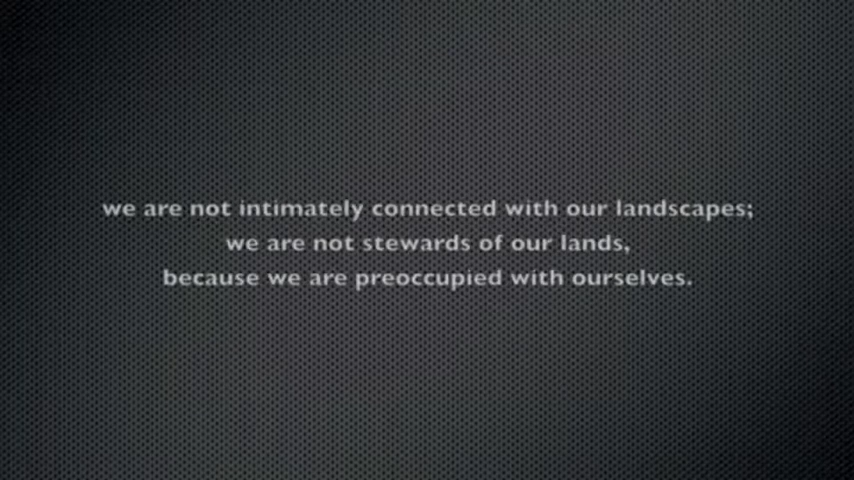 we are not intimately connected with our landscapes;
we are not stewards of our lands,
because we are preoccupied with ourselves.